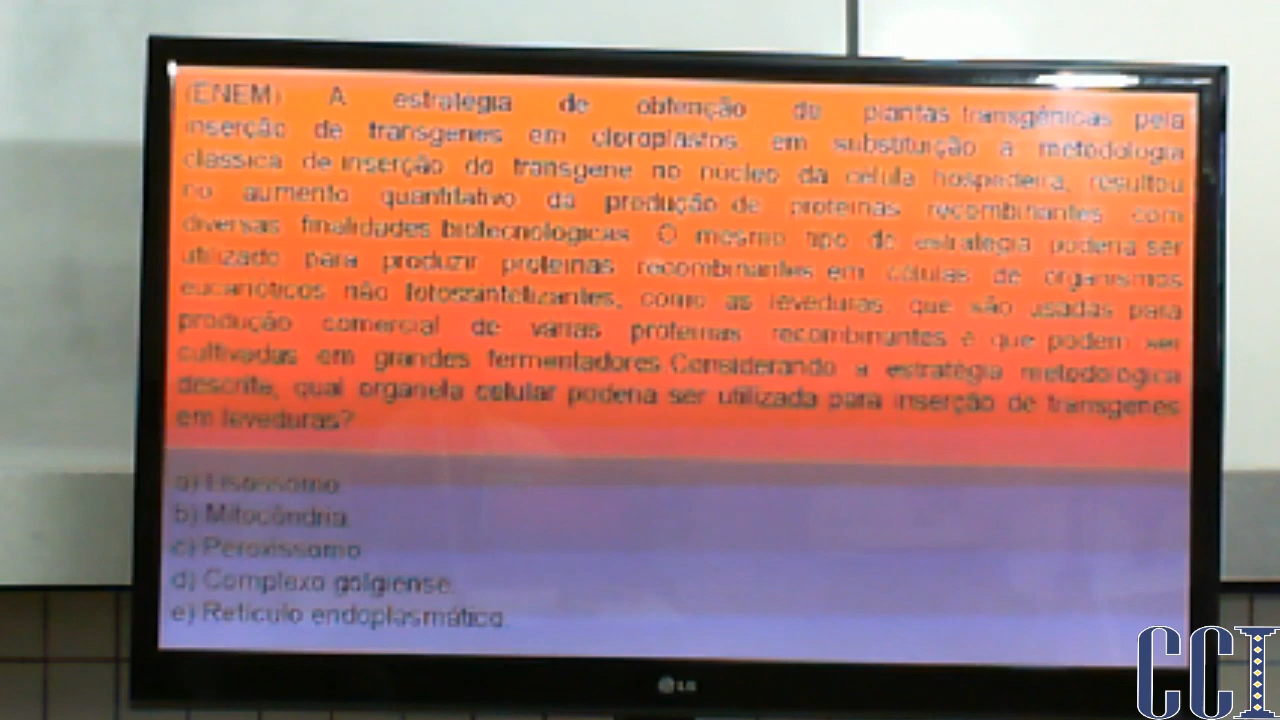 (ENEM) A estratégia de obtenção de plantas transgênicas pela
inserção de transgenes em cloroplastos, em substituição à metodologia
clássica de inserção do transgene no núcleo da célula hospedeira, resultou
no aumento quantitativo da produção de proteínas recombinantes com
diversas finalidades biotecnológicas. O mesmo tipo de estratégia poderia ser
utilizado para produzir proteínas recombinantes em células de organismos
eucarióticos não fotossintetizantes, como as leveduras, que são usadas para
produção comercial de várias proteínas recombinantes e que podem ser
cultivadas em grandes fermentadores.Considerando a estratégia metodológica
descrita, qual organela celular poderia ser utilizada para inserção de transgenes
em leveduras?
a) Lisossomo.
b) Mitocôndria.
c) Peroxissomo
d) Complexo golgiense.
e) Retículo endoplasmático.
LG
CCI